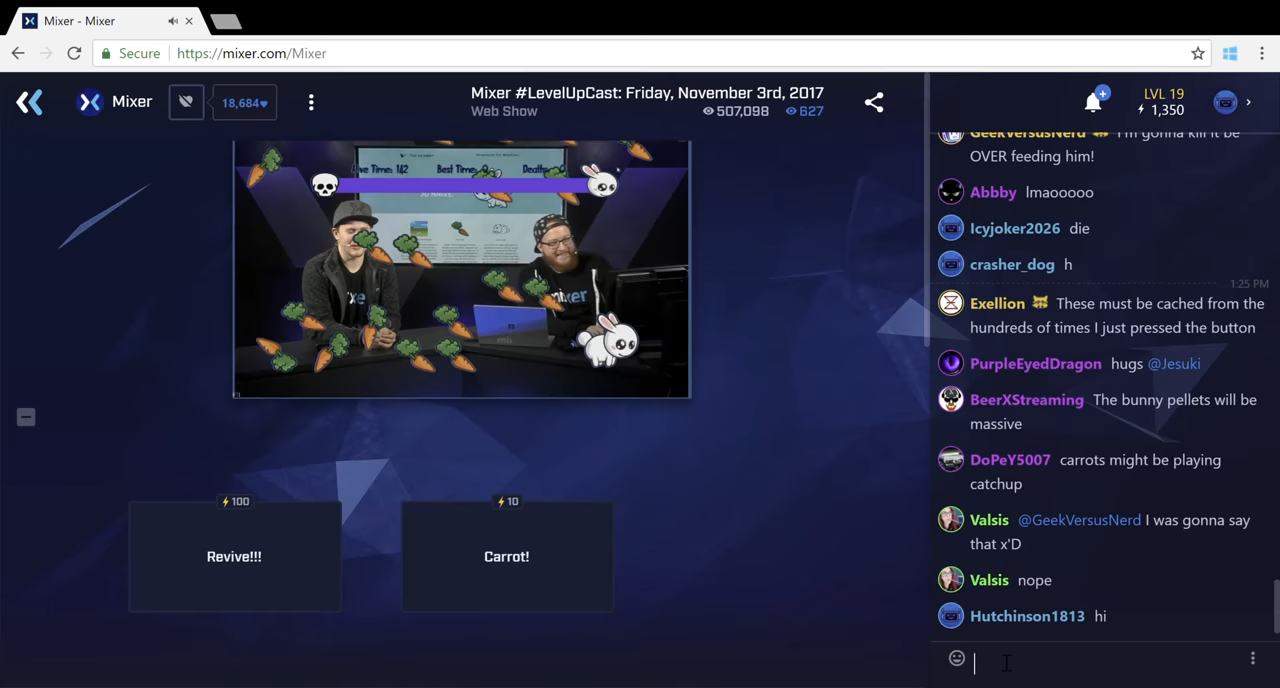 Mixer - Mixer
Secure
https://mixer.com/Mixer
Mixer
18,684
Mixer #LevelUpCast: Friday, November 3rd, 2017
Web Show
507,098
627
LVL 19
1,350
Best Time:
Revive!!!
100
Carrot!
10
GeekVersusNerd I'm gonna kill it be
OVER feeding him!
Abbby lmaooooo
Icyjoker2026 die
crasher_dog h
1:25 PM
Exellion These must be cached from the
hundreds of times I just pressed the button
PurpleEyedDragon hugs @Jesuki
BeerXStreaming The bunny pellets will be
massive
DoPeY5007 carrots might be playing
catchup
Valsis @GeekVersusNerd I was gonna say
that x'D
Valsis nope
Hutchinson1813 hi